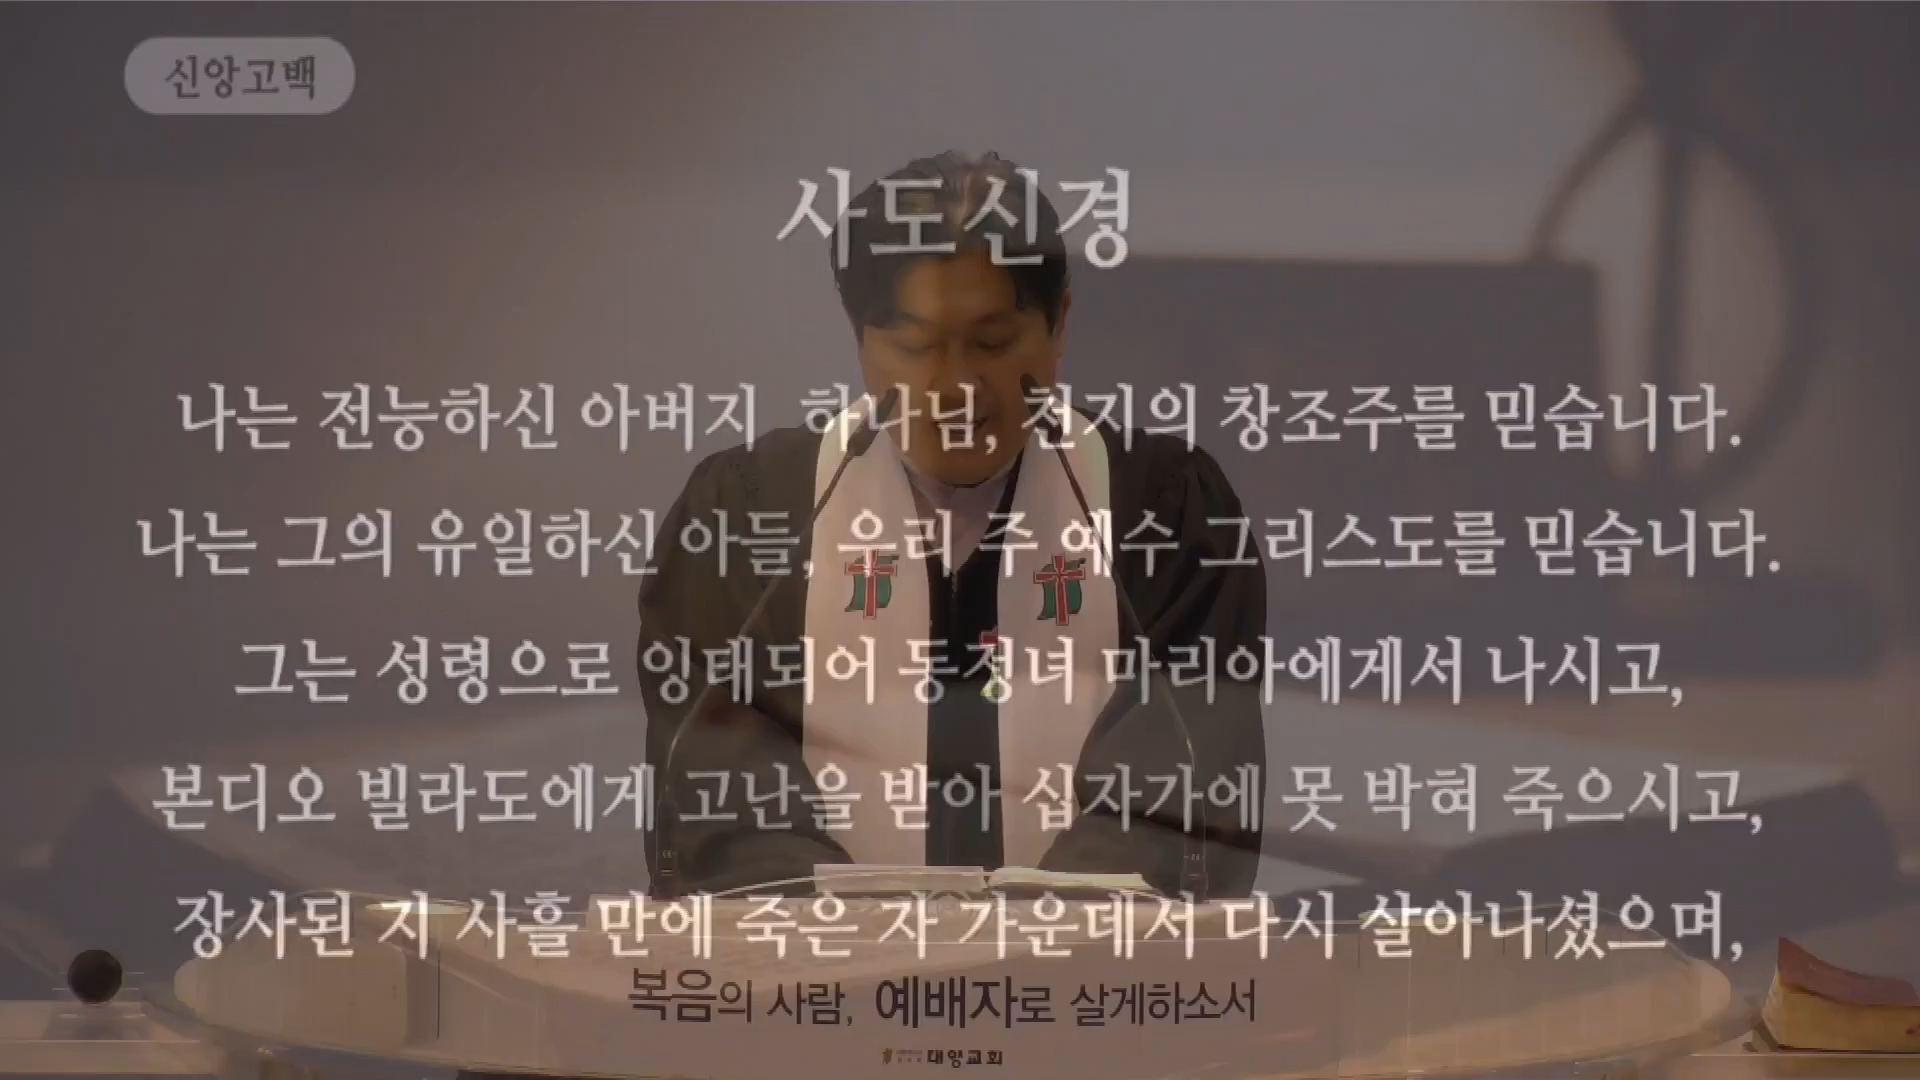 신앙고백
사도신경
나는 전능하신 아버지 하나님, 천지의 창조주를 믿습니다.
나는 그의 유일하신 아들, 우리 주 예수 그리스도를 믿습니다.
그는 성령으로 잉태되어 동정녀 마리아에게서 나시고,
본디오 빌라도에게 고난을 받아 십자가에 못 박혀 죽으시고,
장사된 지 사흘 만에 죽은 자 가운데서 다시 살아나셨으며,
복음의 사람, 예배자로 살게하소서
대양교회